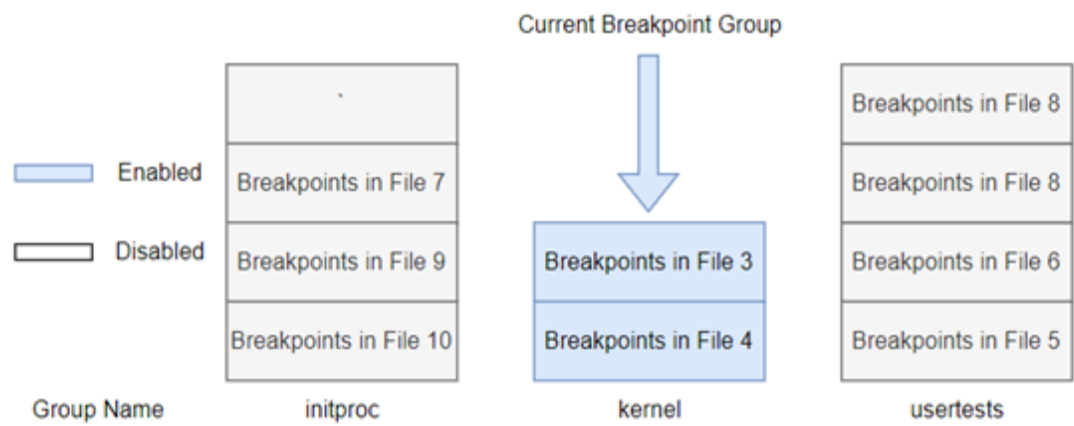 Current Breakpoint Group
`
Breakpoints in File 8
Enabled
Breakpoints in File 7
Breakpoints in File 8
Disabled
Breakpoints in File 9
Breakpoints in File 3
Breakpoints in File 6
Breakpoints in File 10
Breakpoints in File 4
Breakpoints in File 5
Group Name
initproc
kernel
usertests